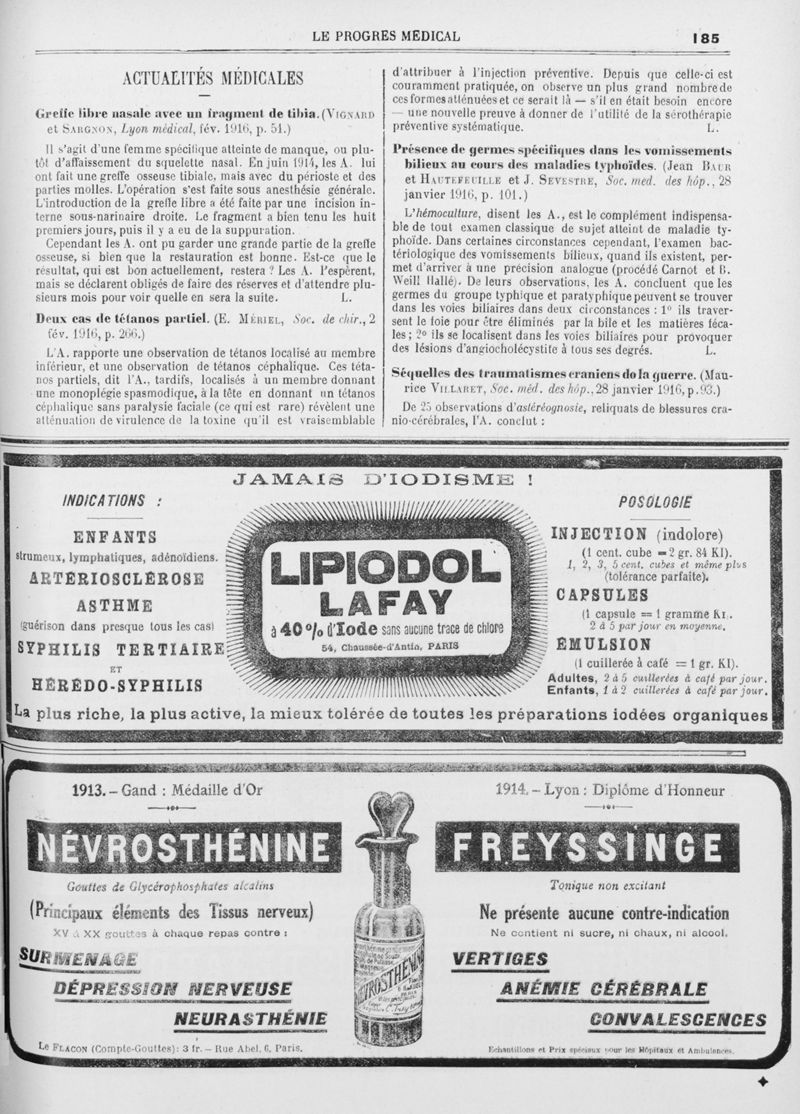 LE PROGRES MÉDICAL
185
ACTUALITÉS MÉDICALES
Greffe libre nasale avec un fragment de tibia. (VIGNARD
et SARGNON, Lyon médical, fév. 1916, p. 51.)
Il s'agit d'une femme spécifique atteinte de manque, ou plu-
tôt d'affaissement du squelette nasal. En juin 1914, les A. lui
ont fait une greffe osseuse tibiale, mais avec du périoste et des
parties molles. L'opération s'est faite sous anesthésie générale.
L'introduction de la greffe libre a été faite par une incision in-
terne sous-narinaire droite. Le fragment a bien tenu les huit
premiers jours, puis il y a eu de la suppuration.
Cependant les A. ont pu garder une grande partie de la greffe
osseuse, si bien que la restauration est bonne. Est-ce que le
résultat, qui est bon actuellement, restera ? Les A. l'espèrent,
mais se déclarent obligés de faire des réserves et d'attendre plu-
sieurs mois pour voir quelle en sera la suite. L.
Deux cas de tétanos partiel. (E. MÉRIEL, Soc. de chir., 2
fév. 1916, p. 266.)
L'A. rapporte une observation de tétanos localisé au membre
inférieur, et une observation de tétanos céphalique. Ces téta-
nos partiels, dit l'A., tardifs, localisés à un membre donnant
une monoplégie spasmodique, à la tête en donnant un tétanos
céphalique sans paralysie faciale (ce qui est rare) révèlent une
atténuation de virulence de la toxine qu'il est vraisemblable
d'attribuer à l'injection préventive. Depuis que celle-ci est
couramment pratiquée, on observe un plus grand nombre de
ces formes atténuées et ce serait là — s'il en était besoin encore
— une nouvelle preuve à donner de l'utilité de la sérothérapie
préventive systématique. L.
Présence de germes spécifiques dans les vomissements
bilieux au cours des maladies typhoïdes. (Jean BAUR
et HAUTEFEUILLE et J. SEVESTRE, Soc. med. des hôp., 28
janvier 1916, p. 101.)
L'hémoculture, disent les A., est le complément indispensa-
ble de tout examen classique de sujet atteint de maladie ty-
phoïde. Dans certaines circonstances cependant, l'examen bac-
tériologique des vomissements bilieux, quand ils existent, per-
met d'arriver à une précision analogue (procédé Carnot et B.
Weill Hallé). De leurs observations, les A. concluent que les
germes du groupe typhique et paratyphique peuvent se trouver
dans les voies biliaires dans deux circonstances : 1° ils traver-
sent le foie pour être éliminés par la bile et les matières féca-
les ; 2° ils se localisent dans les voies biliaires pour provoquer
des lésions d'angiocholécystite à tous ses degrés. L.
Séquelles des traumatismes craniens de la guerre. (Mau-
rice VILLARET, Soc. méd. des hôp., 28 janvier 1916, p. 93.)
De 25 observations d'astéréognosie, reliquats de blessures cra-
nio-cérébrales, l'A. conclut :
JAMAIS D'IODISME !
INDICATIONS :
ENFANTS
strumeux, lymphatiques, adénoïdiens.
ARTÉRIOSCLÉROSE
ASTHME
(guérison dans presque tous les cas)
SYPHILIS TERTIAIRE
ET
HÉRÉDO-SYPHILIS
LIPIODOL
LAFAY
à 40 % d'Iode sans aucune trace de chlore
54, Chaussée-d'Antin, PARIS
POSOLOGIE
INJECTION (indolore)
(1 cent. cube = 2 gr. 84 KI).
1, 2, 3, 5 cent. cubes et même plus
(tolérance parfaite).
CAPSULES
(1 capsule = 1 gramme KI.
2 à 5 par jour en moyenne.
ÉMULSION
(1 cuillerée à café = 1 gr. KI).
Adultes, 2 à 5 cuillerées à café par jour.
Enfants, 1 à 2 cuillerées à café par jour.
La plus riche, la plus active, la mieux tolérée de toutes les préparations iodées organiques
1913. – Gand : Médaille d'Or
1914. – Lyon : Diplôme d'Honneur
NÉVROSTHÉNINE
FREYSSINGE
Gouttes de Glycérophosphates alcalins
(Principaux éléments des Tissus nerveux)
XV à XX gouttes à chaque repas contre :
SURMENAGE
DÉPRESSION NERVEUSE
NEURASTHÉNIE
LE FLACON (Compte-Gouttes) : 3 fr. – Rue Abel, 6, Paris.
NÉVROSTHÉNINE
Tonique non excitant
Ne présente aucune contre-indication
Ne contient ni sucre, ni chaux, ni alcool.
VERTIGES
ANÉMIE CÉRÉBRALE
CONVALESCENCES
Echantillons et Prix spéciaux pour les Hôpitaux et Ambulances.